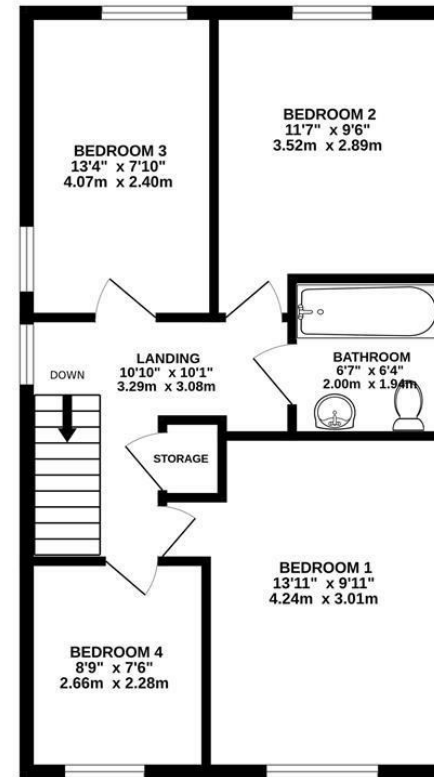 BEDROOM 2
11'7" x 9'6"
3.52m x 2.89m
BEDROOM 3
13'4" x 7'10"
4.07m x 2.40m
LANDING
10'10" x 10'1"
3.29m x 3.08m
BATHROOM
6'7" x 6'4"
2.00m x 1.94m
DOWN
STORAGE
BEDROOM 1
13'11" x 9'11"
4.24m x 3.01m
BEDROOM 4
8'9" x 7'6"
2.66m x 2.28m